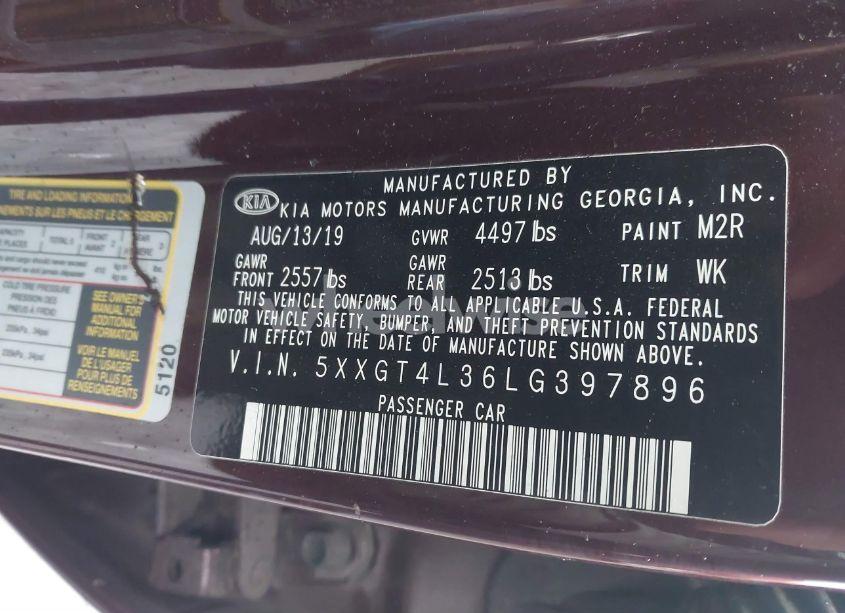 TIRE AND LOADING INFORMATION
SEE OWNER'S
MANUAL FOR
ADDITIONAL
INFORMATION
VOIR LE MANUEL
DE L'USAGER
POUR PLUS DE
RENSEIGNEMENTS
5120
MANUFACTURED BY
KIA KIA MOTORS MANUFACTURING GEORGIA, INC.
AUG/13/19 GVWR 4497 lbs PAINT M2R
GAWR FRONT 2557 lbs GAWR REAR 2513 lbs TRIM WK
THIS VEHICLE CONFORMS TO ALL APPLICABLE U.S.A. FEDERAL
MOTOR VEHICLE SAFETY, BUMPER, AND THEFT PREVENTION STANDARDS
IN EFFECT ON THE DATE OF MANUFACTURE SHOWN ABOVE.
V.I.N. 5XXGT4L36LG397896
PASSENGER CAR